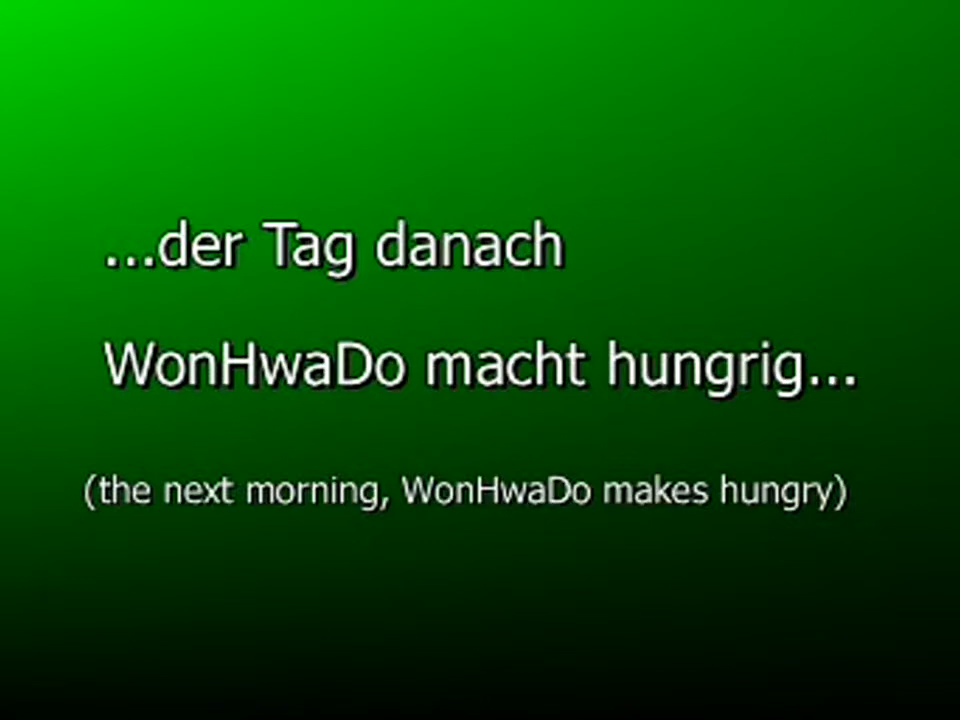 ...der Tag danach
WonHwaDo macht hungrig...
(the next morning, WonHwaDo makes hungry)